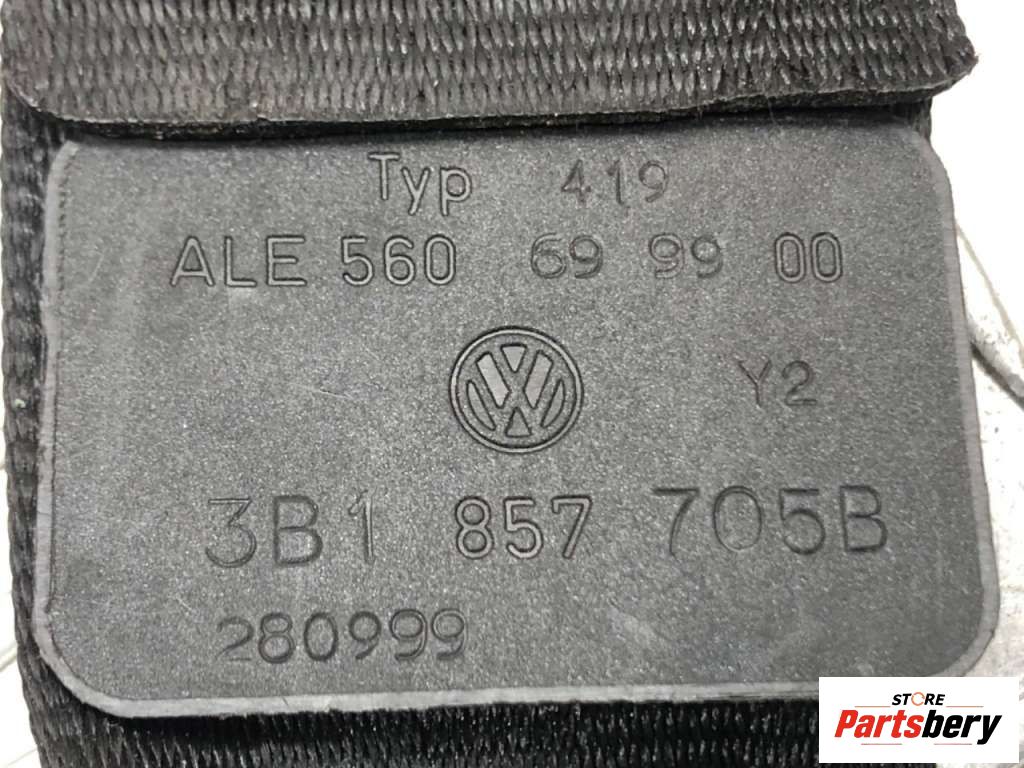 Typ 419
ALE 560 69 99 00
Y2
3B1 857 705B
280999
STORE
Partsbery